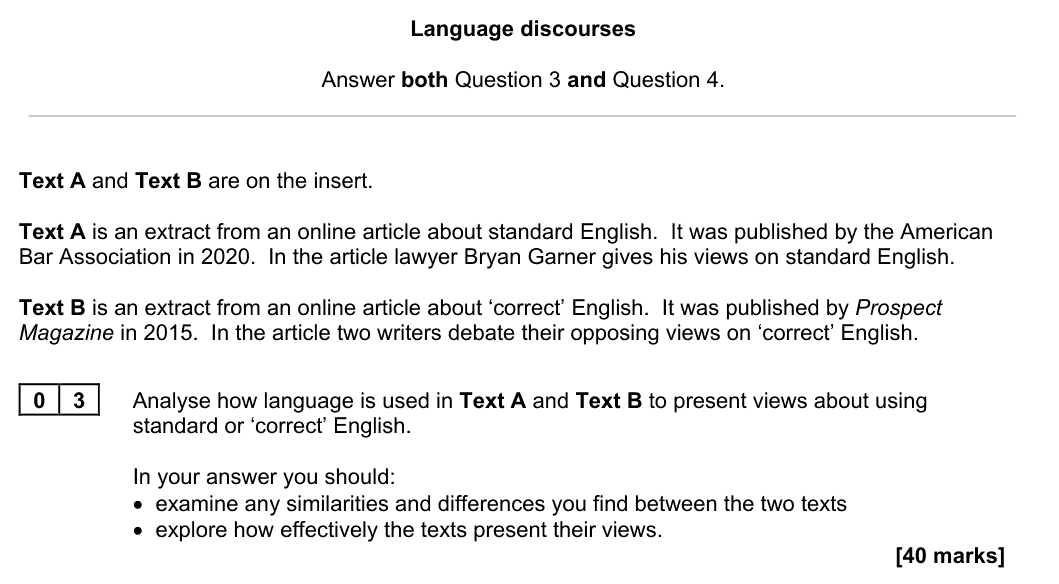 Language discourses
Answer both Question 3 and Question 4.
Text A and Text B are on the insert.
Text A is an extract from an online article about standard English.  It was published by the American
Bar Association in 2020.  In the article lawyer Bryan Garner gives his views on standard English.
Text B is an extract from an online article about ‘correct’ English.  It was published by Prospect
Magazine in 2015.  In the article two writers debate their opposing views on ‘correct’ English.
0 3 Analyse how language is used in Text A and Text B to present views about using
standard or ‘correct’ English.
In your answer you should:
• examine any similarities and differences you find between the two texts
• explore how effectively the texts present their views.
[40 marks]